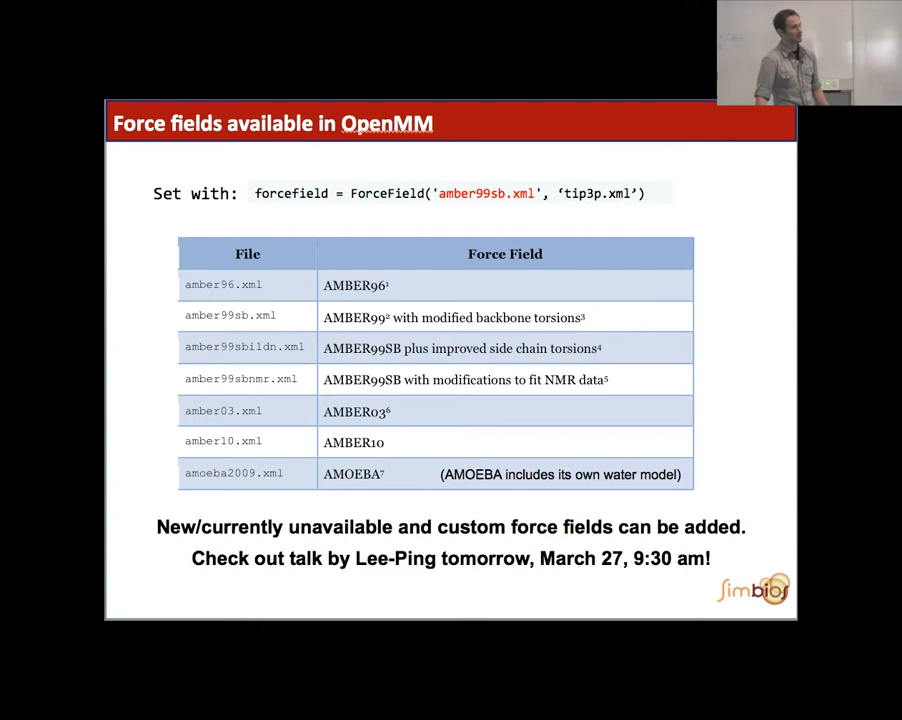 Force fields available in OpenMM
Set with: forcefield = ForceField('amber99sb.xml', ‘tip3p.xml’)
File Force Field
amber96.xml AMBER96¹
amber99sb.xml AMBER99² with modified backbone torsions³
amber99sbildn.xml AMBER99SB plus improved side chain torsions⁴
amber99sbnmr.xml AMBER99SB with modifications to fit NMR data⁵
amber03.xml AMBER03⁶
amber10.xml AMBER10
amoeba2009.xml AMOEBA⁷ (AMOEBA includes its own water model)
New/currently unavailable and custom force fields can be added.
Check out talk by Lee-Ping tomorrow, March 27, 9:30 am!
Simbios